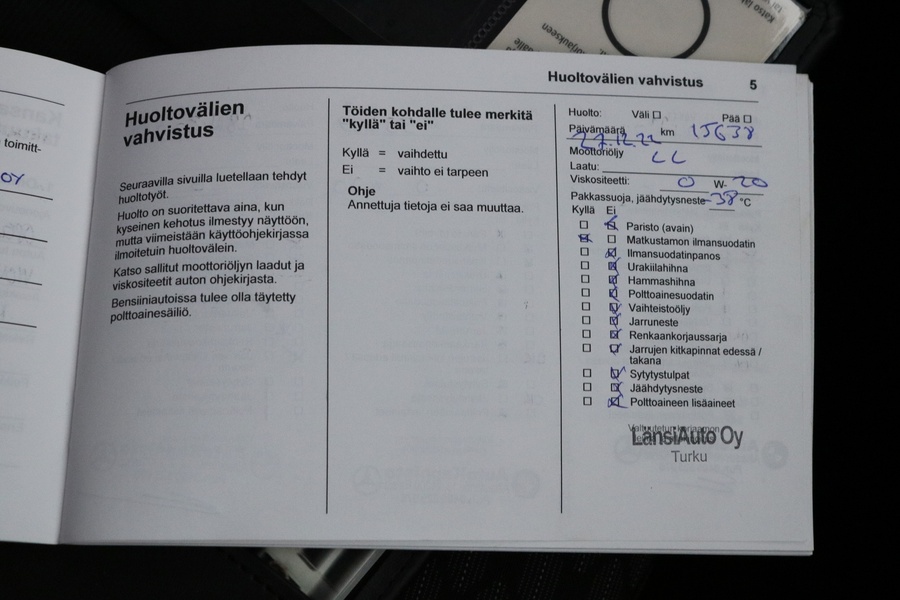 Huoltovälien vahvistus 5
Huoltovälien
vahvistus
Seuraavilla sivuilla luetellaan tehdyt
huoltotyöt.
Huolto on suoritettava aina, kun
kyseinen kehotus ilmestyy näyttöön,
mutta viimeistään käyttöohjekirjassa
ilmoitetuin huoltovälein.
Katso sallitut moottoriöljyn laadut ja
viskositeetit auton ohjekirjasta.
Bensiiniautoissa tulee olla täytetty
polttoainesäiliö.
Töiden kohdalle tulee merkitä
"kyllä" tai "ei"
Kyllä = vaihdettu
Ei = vaihto ei tarpeen
Ohje
Annettuja tietoja ei saa muuttaa.
Huolto: Väli ☐ Pää ☐
Päivämäärä 27.12.22 km 15638
Moottoriöljy
Laatu: LL
Viskositeetti: 0 W- 20
Pakkassuoja, jäähdytysneste -38 °C
Kyllä Ei
Paristo (avain)
Matkustamon ilmansuodatin
Ilmansuodatinpanos
Urakiilahihna
Hammashihna
Polttoainesuodatin
Vaihteistoöljy
Jarruneste
Renkaankorjaussarja
Jarrujen kitkapinnat edessä /
takana
Sytytystulpat
Jäähdytysneste
Polttoaineen lisäaineet
LänsiAuto Oy
Turku
toimitt-
OY